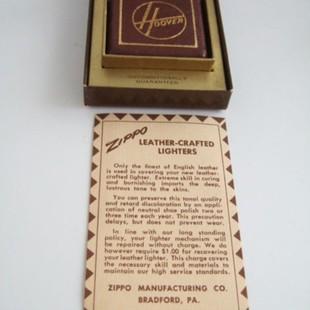 HOOVER
UNCONDITIONALLY
GUARANTEED
ZIPPO
LEATHER-CRAFTED
LIGHTERS
Only the finest of English leather
is used in covering your new leather-
crafted lighter. Extreme skill in curing
and burnishing imparts the deep,
lustrous tone to the skins.
You can preserve this tonal quality
and retard discoloration by an appli-
cation of neutral shoe polish two or
three time each year. This precaution
delays, but does not prevent wear.
In line with our long standing
policy, your lighter mechanism will
be repaired without charge. We do
however require $1.00 for recovering
your leather lighter. This charge covers
the necessary skill and materials to
maintain our high service standards.
ZIPPO MANUFACTURING CO.
BRADFORD, PA.